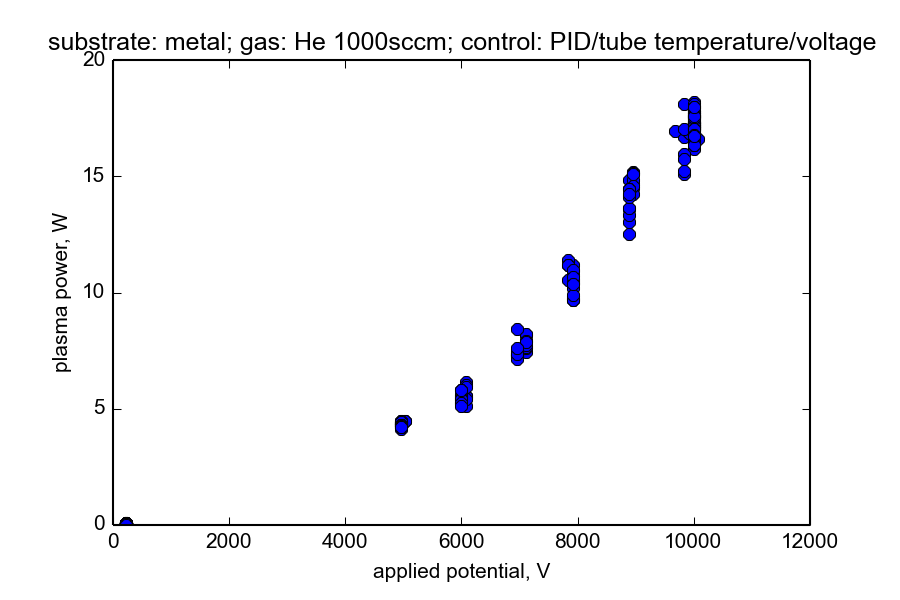 substrate: metal; gas: He 1000sccm; control: PID/tube temperature/voltage
20
15
10
5
0
plasma power, W
0 2000 4000 6000 8000 10000 12000
applied potential, V